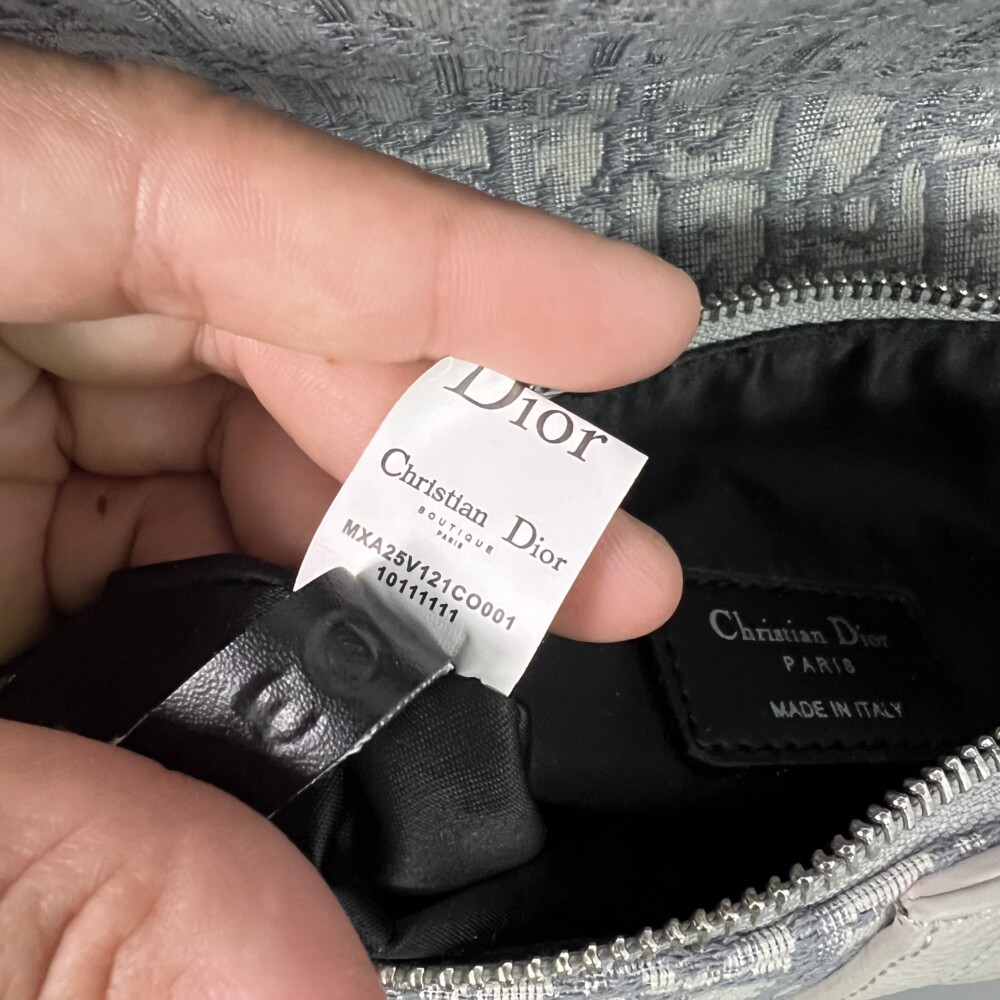 Dior
Christian Dior
BOUTIQUE
PARIS
MXA25V121CO001
10111111
Christian Dior
PARIS
MADE IN ITALY